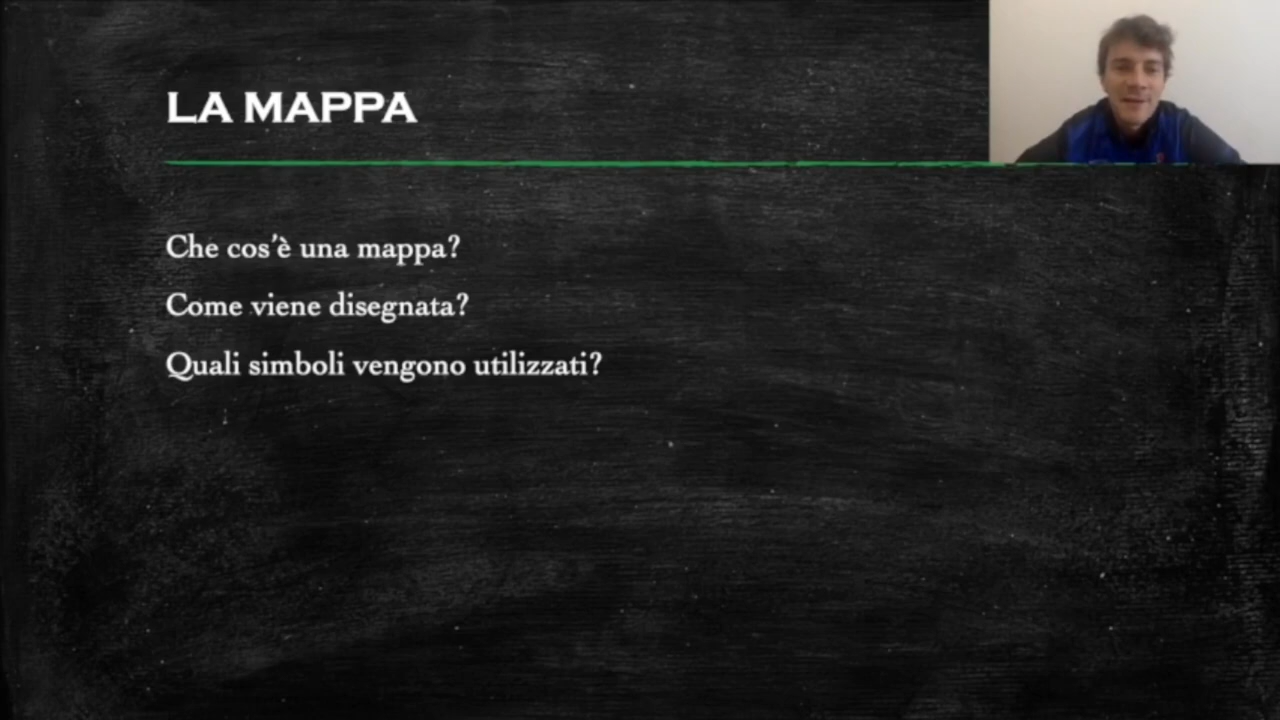 LA MAPPA
Che cos’è una mappa?
Come viene disegnata?
Quali simboli vengono utilizzati?